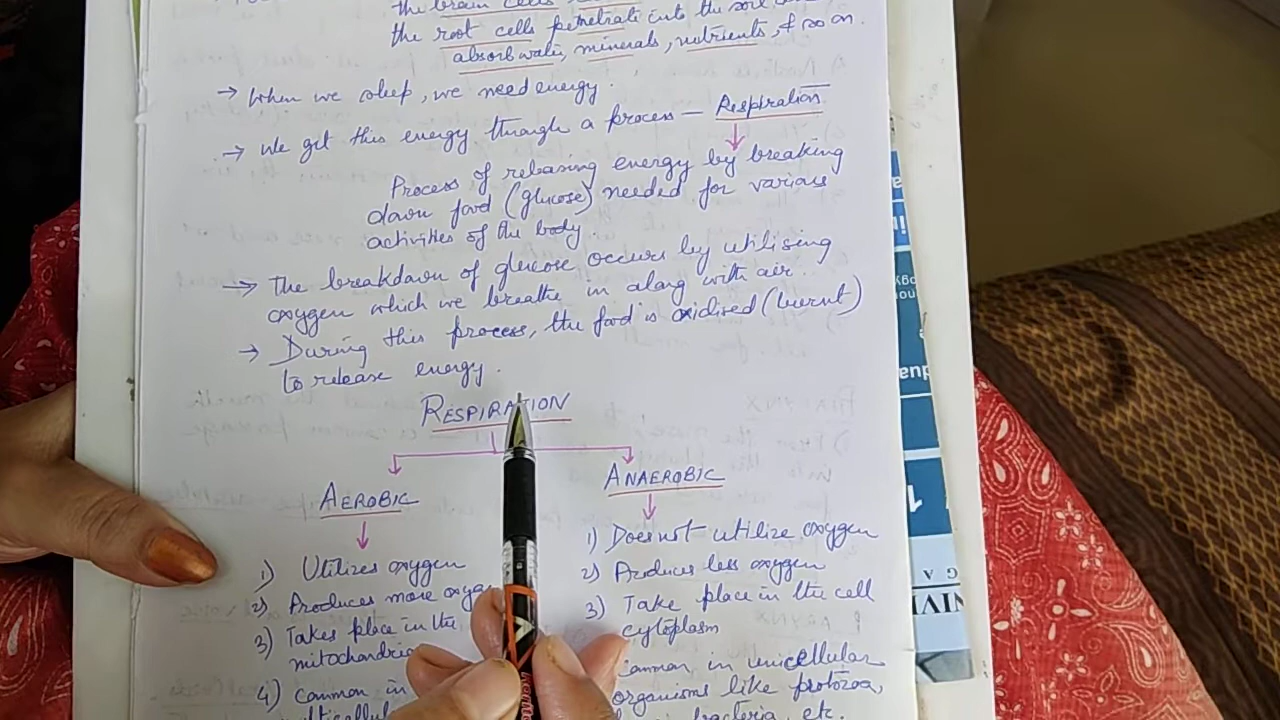 the brain cells
the root cells penetrate into the soil
absorb water, minerals, nutrients, & so on.
→ When we sleep, we need energy.
→ We get this energy through a process — Respiration
Process of releasing energy by breaking
down food (glucose) needed for various
activities of the body.
→ The breakdown of glucose occurs by utilising
oxygen which we breathe in along with air.
→ During this process, the food is oxidised (burnt)
to release energy.
RESPIRATION
AEROBIC
1) Utilizes oxygen
2) Produces more
3) Takes place in the
mitochondria
4) common in
ANAEROBIC
1) Does not utilize oxygen
2) Produces less oxygen
3) Take place in the cell
cytoplasm
common in unicellular
organisms like protozoa,
bacteria, etc.